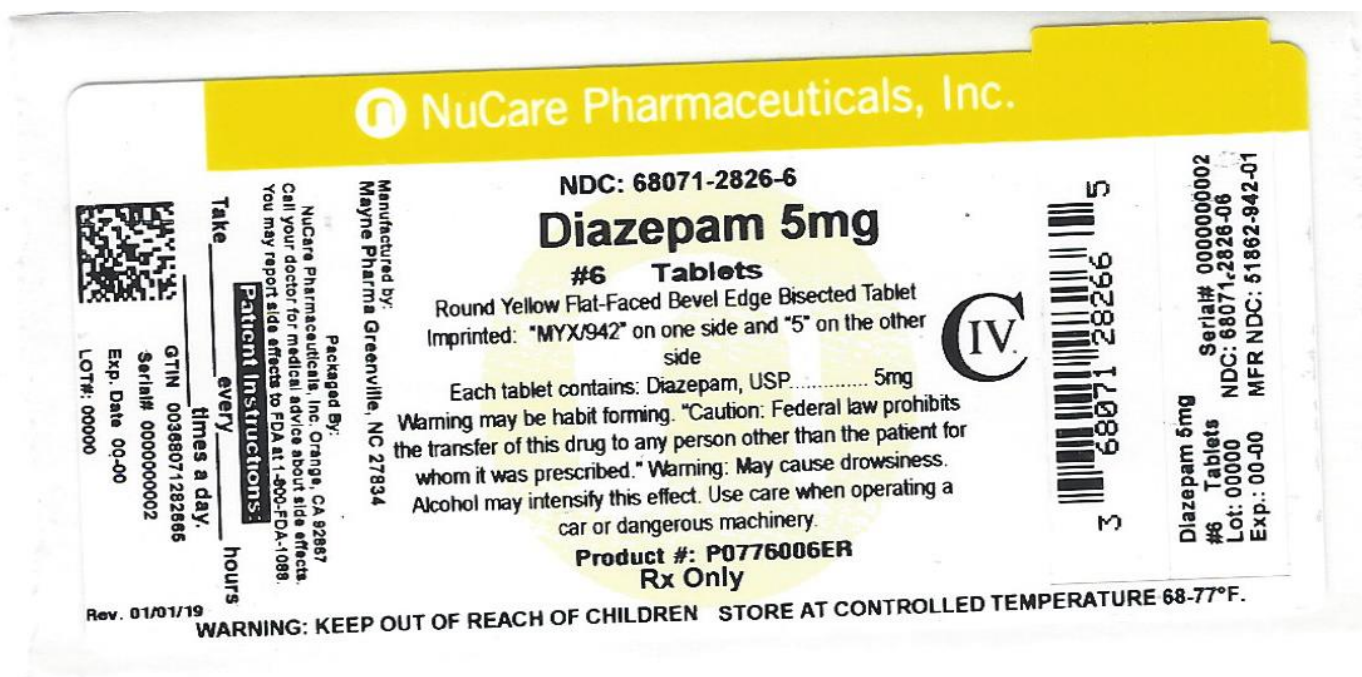 NuCare Pharmaceuticals, Inc.
NDC: 68071-2826-6
Diazepam 5mg
#6 Tablets
Round Yellow Flat-Faced Bevel Edge Bisected Tablet
Imprinted: "MYX/942" on one side and "5" on the other
side
Each tablet contains: Diazepam, USP.............. 5mg
Warning may be habit forming. "Caution: Federal law prohibits
the transfer of this drug to any person other than the patient for
whom it was prescribed." Warning: May cause drowsiness.
Alcohol may intensify this effect. Use care when operating a
car or dangerous machinery.
Product #: P0776006ER
Rx Only
WARNING: KEEP OUT OF REACH OF CHILDREN STORE AT CONTROLLED TEMPERATURE 68-77°F.
Rev. 01/01/19
CIV.
Manufactured by:
Mayne Pharma Greenville, NC 27834
Packaged By:
NuCare Pharmaceuticals, Inc. Orange, CA 92867
Call your doctor for medical advice about side effects.
You may report side effects to FDA at 1-800-FDA-1088.
Patient Instructions:
Take ______ every ______ hours
______ times a day.
GTIN 00368071282665
Serial# 00000000002
Exp. Date 00-00
LOT#: 00000
3 68071 28266 5
Diazepam 5mg
#6 Tablets Serial# 00000000002
Lot: 00000 NDC: 68071-2826-06
Exp.: 00-00 MFR NDC: 51862-942-01